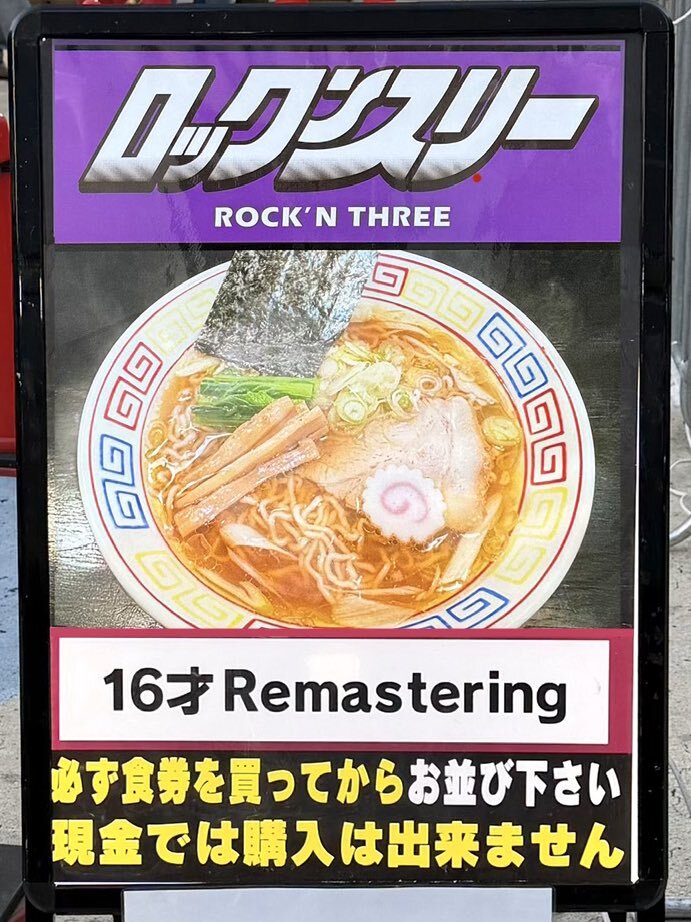 ロックンスリー
ROCK'N THREE
16才Remastering
必ず食券を買ってからお並び下さい
現金では購入は出来ません